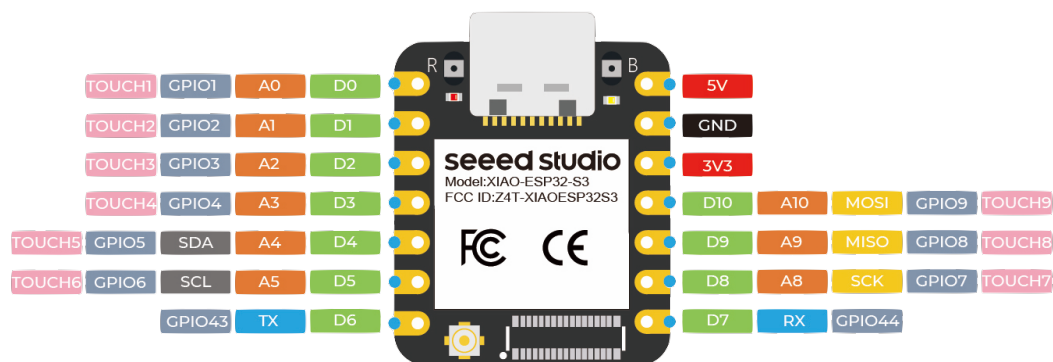 R B
TOUCH1 GPIO1 A0 D0 5V
TOUCH2 GPIO2 A1 D1 GND
TOUCH3 GPIO3 A2 D2 seeed studio 3V3
Model:XIAO-ESP32-S3
TOUCH4 GPIO4 A3 D3 FCC ID:Z4T-XIAOESP32S3 D10 A10 MOSI GPIO9 TOUCH9
TOUCH5 GPIO5 SDA A4 D4 FC CE D9 A9 MISO GPIO8 TOUCH8
TOUCH6 GPIO6 SCL A5 D5 D8 A8 SCK GPIO7 TOUCH7
GPIO43 TX D6 D7 RX GPIO44